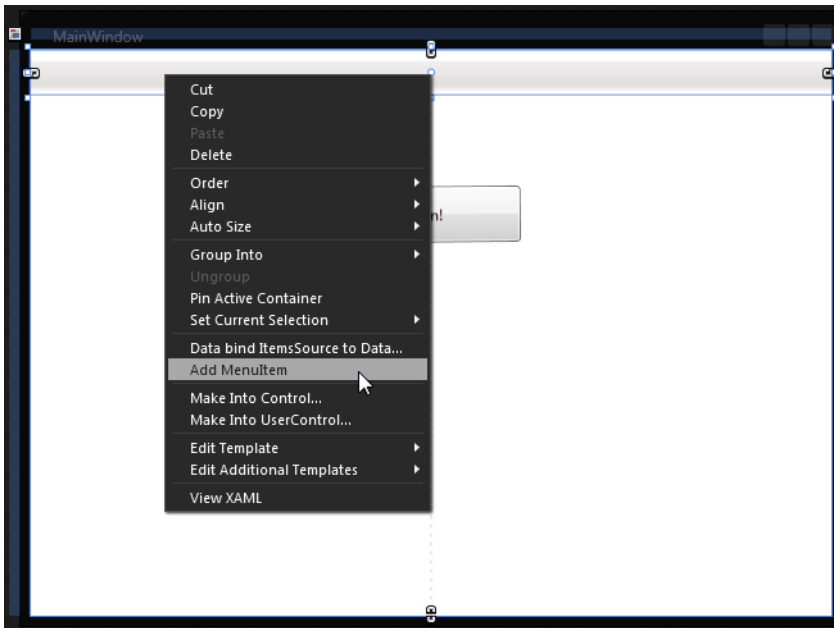 MainWindow
Cut
Copy
Paste
Delete
Order
Align
n!
Auto Size
Group Into
Ungroup
Pin Active Container
Set Current Selection
Data bind ItemsSource to Data...
Add MenuItem
Make Into Control...
Make Into UserControl...
Edit Template
Edit Additional Templates
View XAML